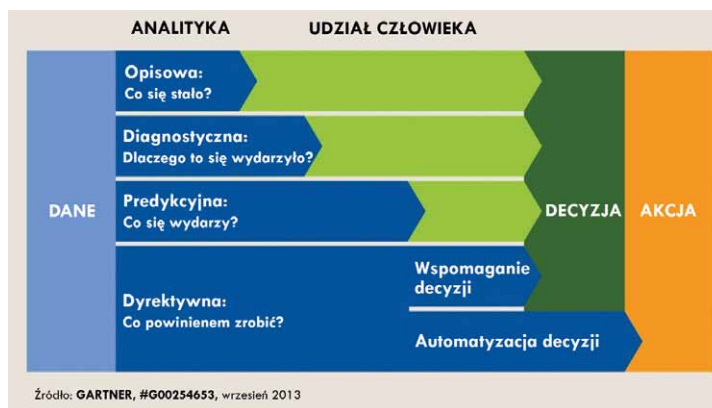 ANALITYKA
UDZIAŁ CZŁOWIEKA
DANE
Opisowa:
Co się stało?
Diagnostyczna:
Dlaczego to się wydarzyło?
Predykcyjna:
Co się wydarzy?
Dyrektywna:
Co powinienem zrobić?
Wspomaganie
decyzji
Automatyzacja decyzji
DECYZJA
AKCJA
Źródło: GARTNER, #G00254653, wrzesień 2013